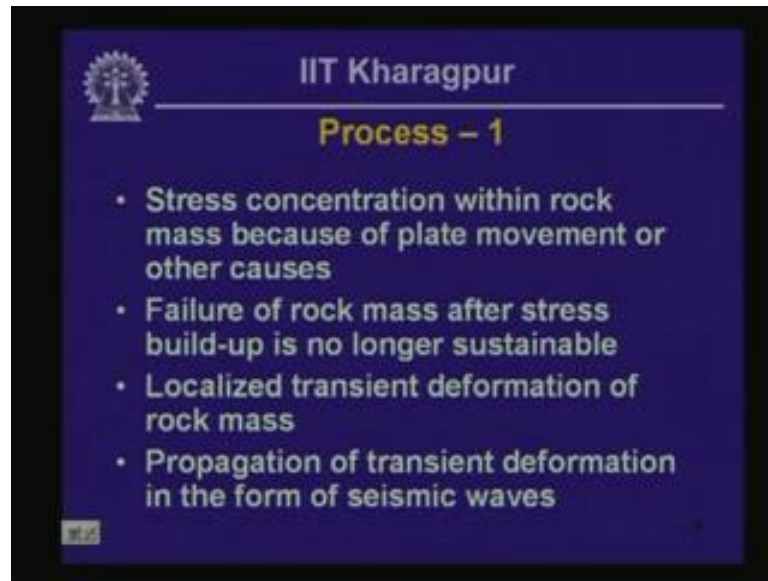 IIT Kharagpur
Process – 1
• Stress concentration within rock
mass because of plate movement or
other causes
• Failure of rock mass after stress
build-up is no longer sustainable
• Localized transient deformation of
rock mass
• Propagation of transient deformation
in the form of seismic waves